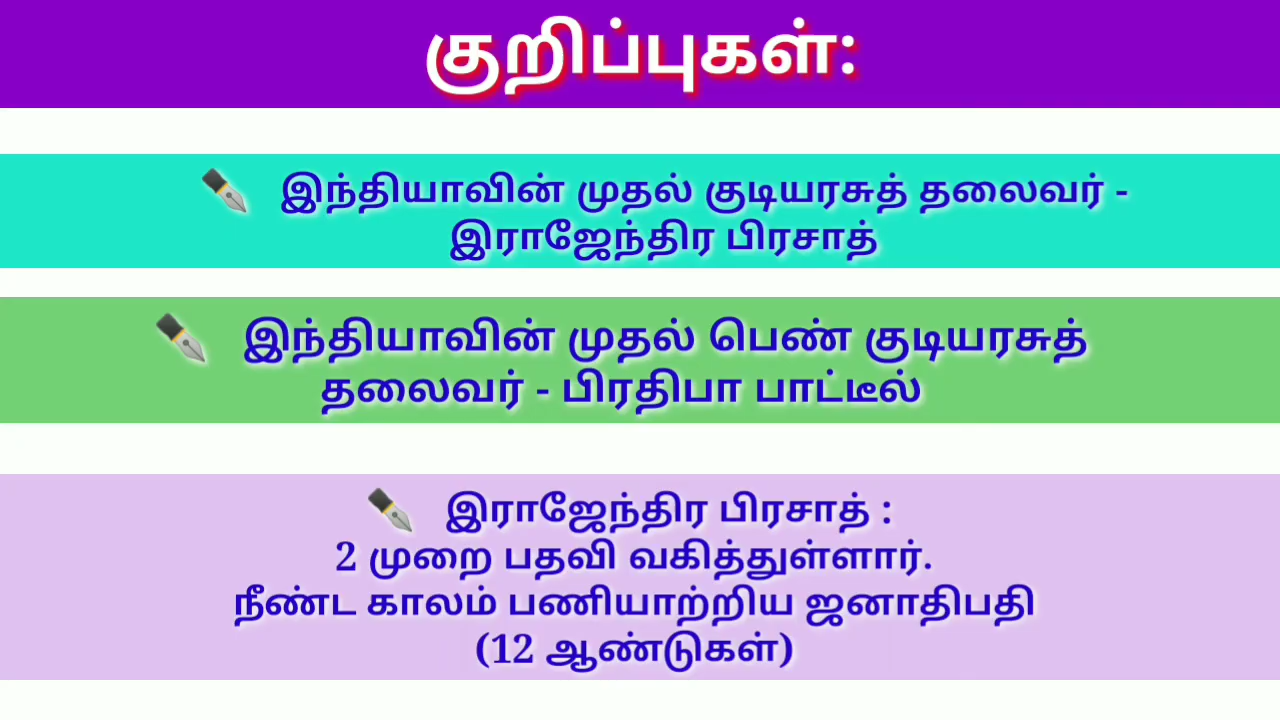 குறிப்புகள்:
இந்தியாவின் முதல் குடியரசுத் தலைவர் -
இராஜேந்திர பிரசாத்
இந்தியாவின் முதல் பெண் குடியரசுத்
தலைவர் - பிரதிபா பாட்டீல்
இராஜேந்திர பிரசாத் :
2 முறை பதவி வகித்துள்ளார்.
நீண்ட காலம் பணியாற்றிய ஜனாதிபதி
(12 ஆண்டுகள்)